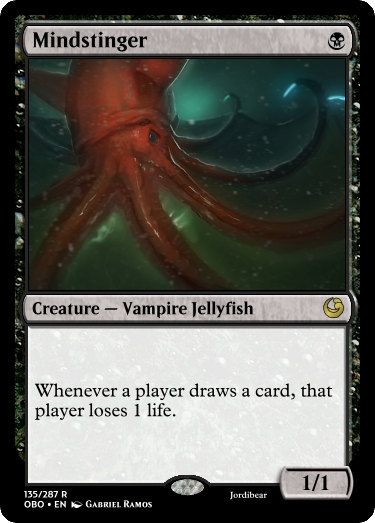 Mindstinger
Creature — Vampire Jellyfish
Whenever a player draws a card, that
player loses 1 life.
1/1
135/287 R
OBO • EN Gabriel Ramos
Jordibear